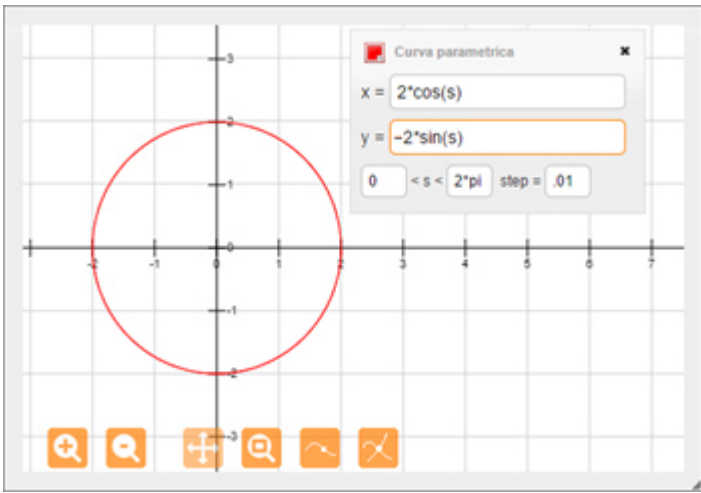 Curva parametrica ✖
x = 2*cos(s)
y = −2*sin(s)
0 < s < 2*pi step = .01
3
2
1
0
-2 -1 0 1 2 3 4 5 6 7
-1
-2
-3